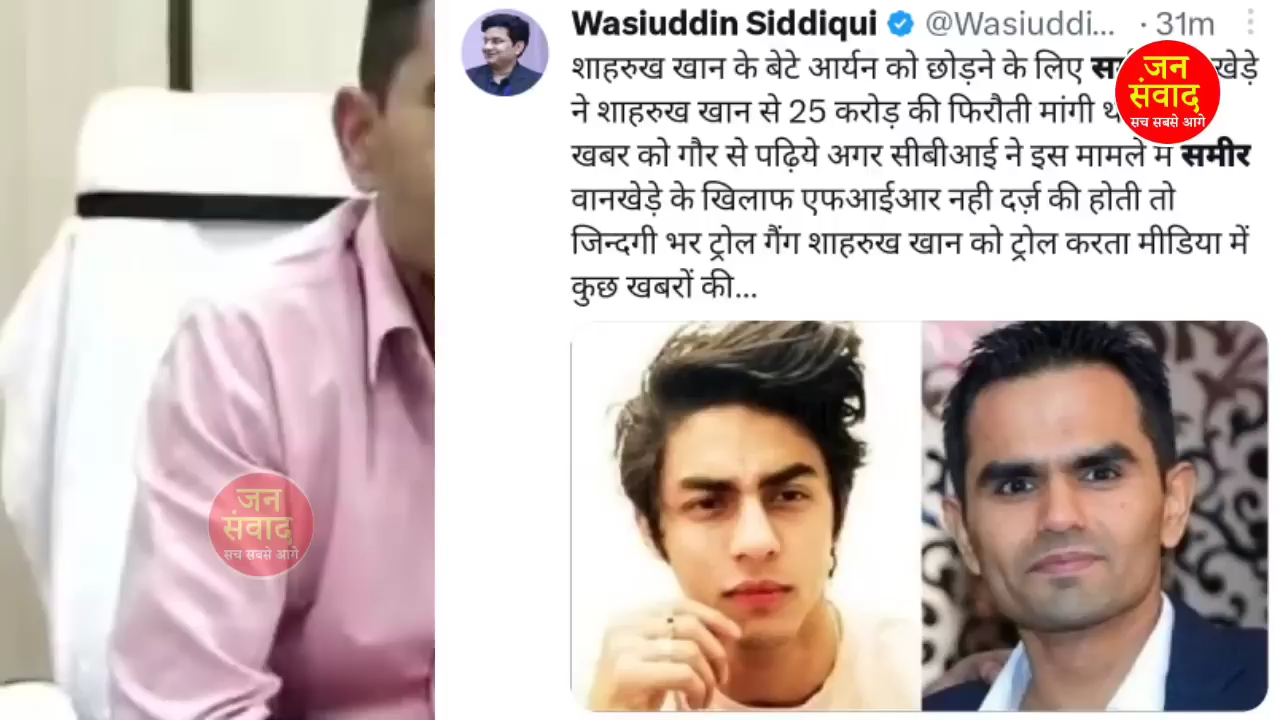 Wasiuddin Siddiqui @Wasiuddi... · 31m
शाहरुख खान के बेटे आर्यन को छोड़ने के लिए
ने शाहरुख खान से 25 करोड़ की फिरौती मांगी
खबर को गौर से पढ़िये अगर सीबीआई ने इस मामले में समीर
वानखेड़े के खिलाफ एफआईआर नही दर्ज़ की होती तो
जिन्दगी भर ट्रोल गैंग शाहरुख खान को ट्रोल करता मीडिया में
कुछ खबरों की...
जन
संवाद
सच सबसे आगे
जन
संवाद
सच सबसे आगे